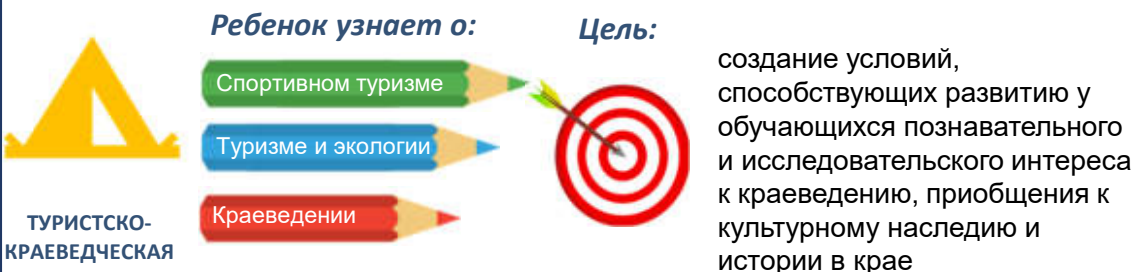 Ребенок узнает о:
Спортивном туризме
Туризме и экологии
Краеведении
ТУРИСТСКО-
КРАЕВЕДЧЕСКАЯ
Цель:
создание условий,
способствующих развитию у
обучающихся познавательного
и исследовательского интереса
к краеведению, приобщения к
культурному наследию и
истории в крае